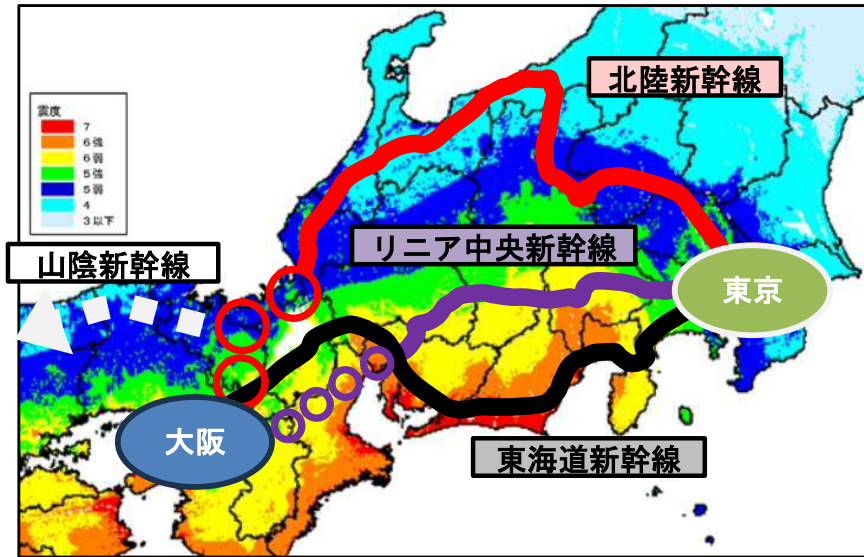 北陸新幹線
震度
7
6強
6弱
5強
5弱
4
3以下
リニア中央新幹線
山陰新幹線
東京
大阪
東海道新幹線